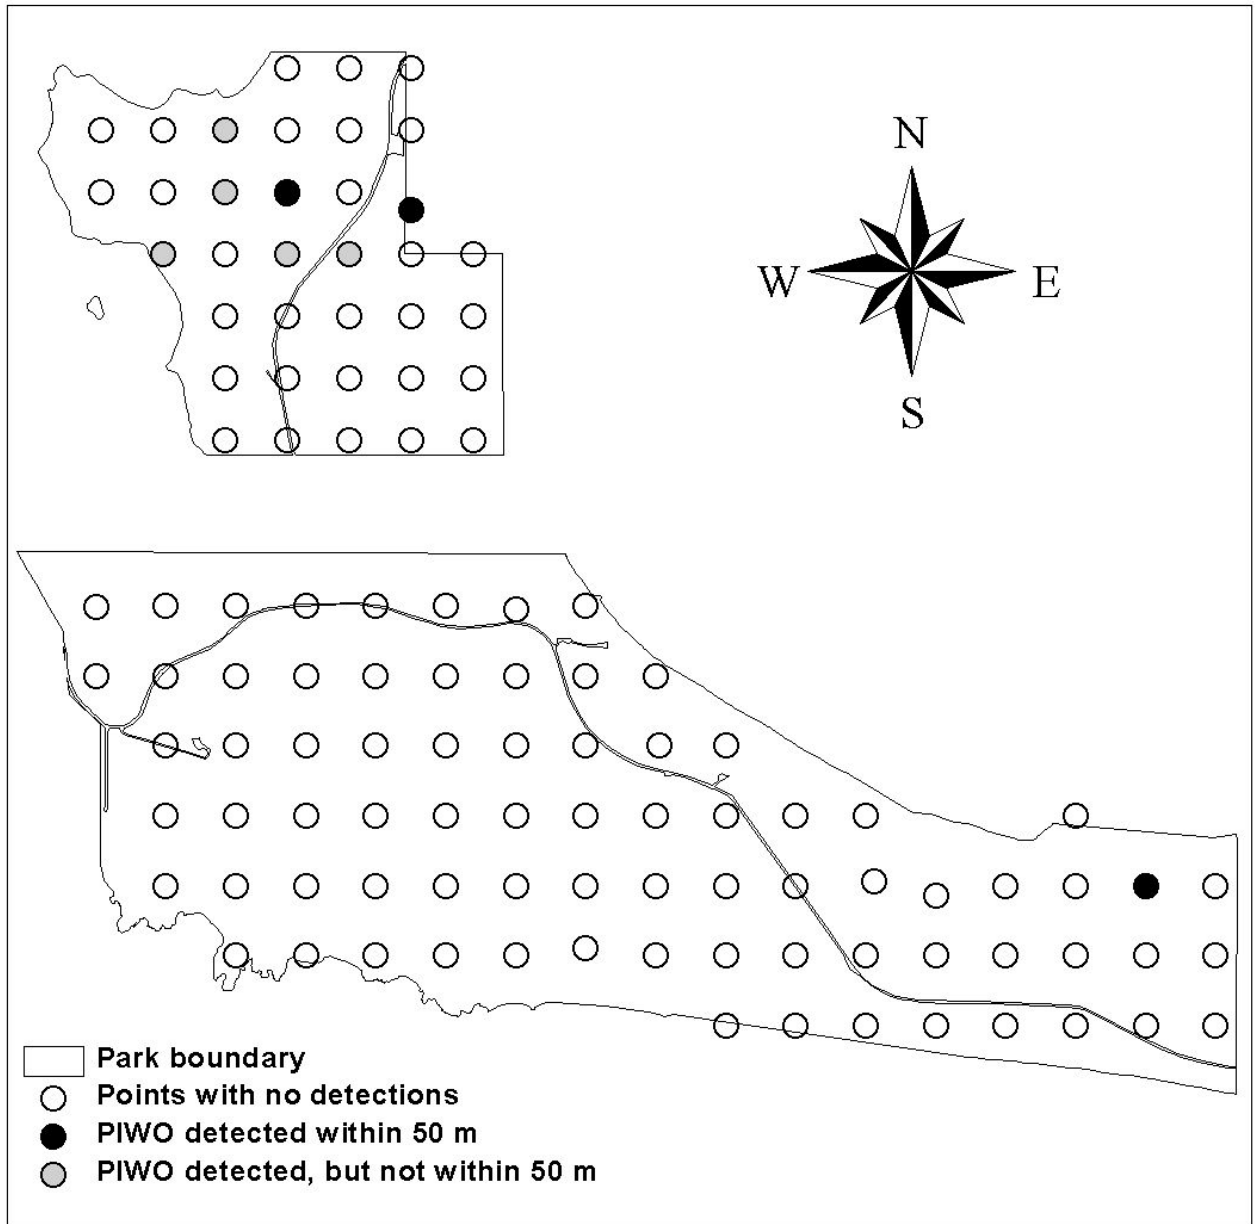 N
W
E
S
Park boundary
Points with no detections
PIWO detected within 50 m
PIWO detected, but not within 50 m